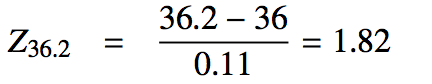 Z36.2 = (36.2 − 36) / 0.11 = 1.82